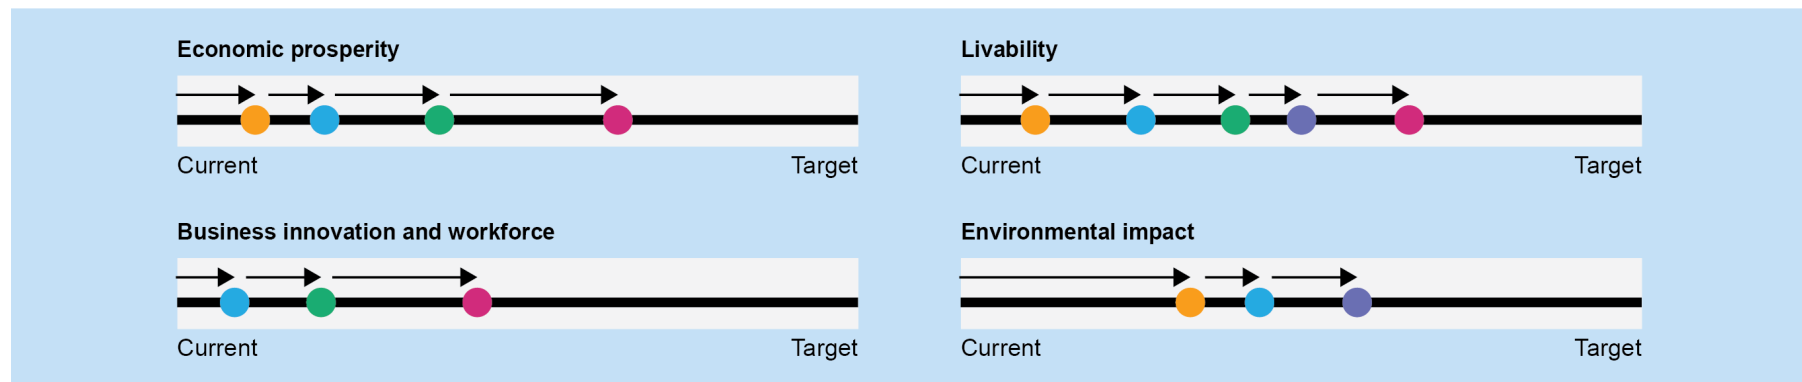 Economic prosperity
Current Target
Livability
Current Target
Business innovation and workforce
Current Target
Environmental impact
Current Target